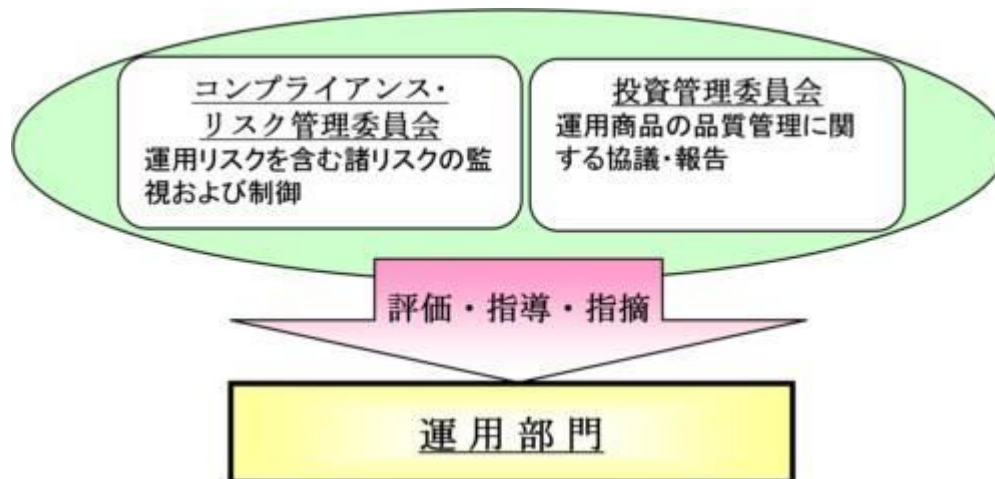 コンプライアンス・
リスク管理委員会
運用リスクを含む諸リスクの監
視および制御
投資管理委員会
運用商品の品質管理に関
する協議・報告
評価・指導・指摘
運用部門